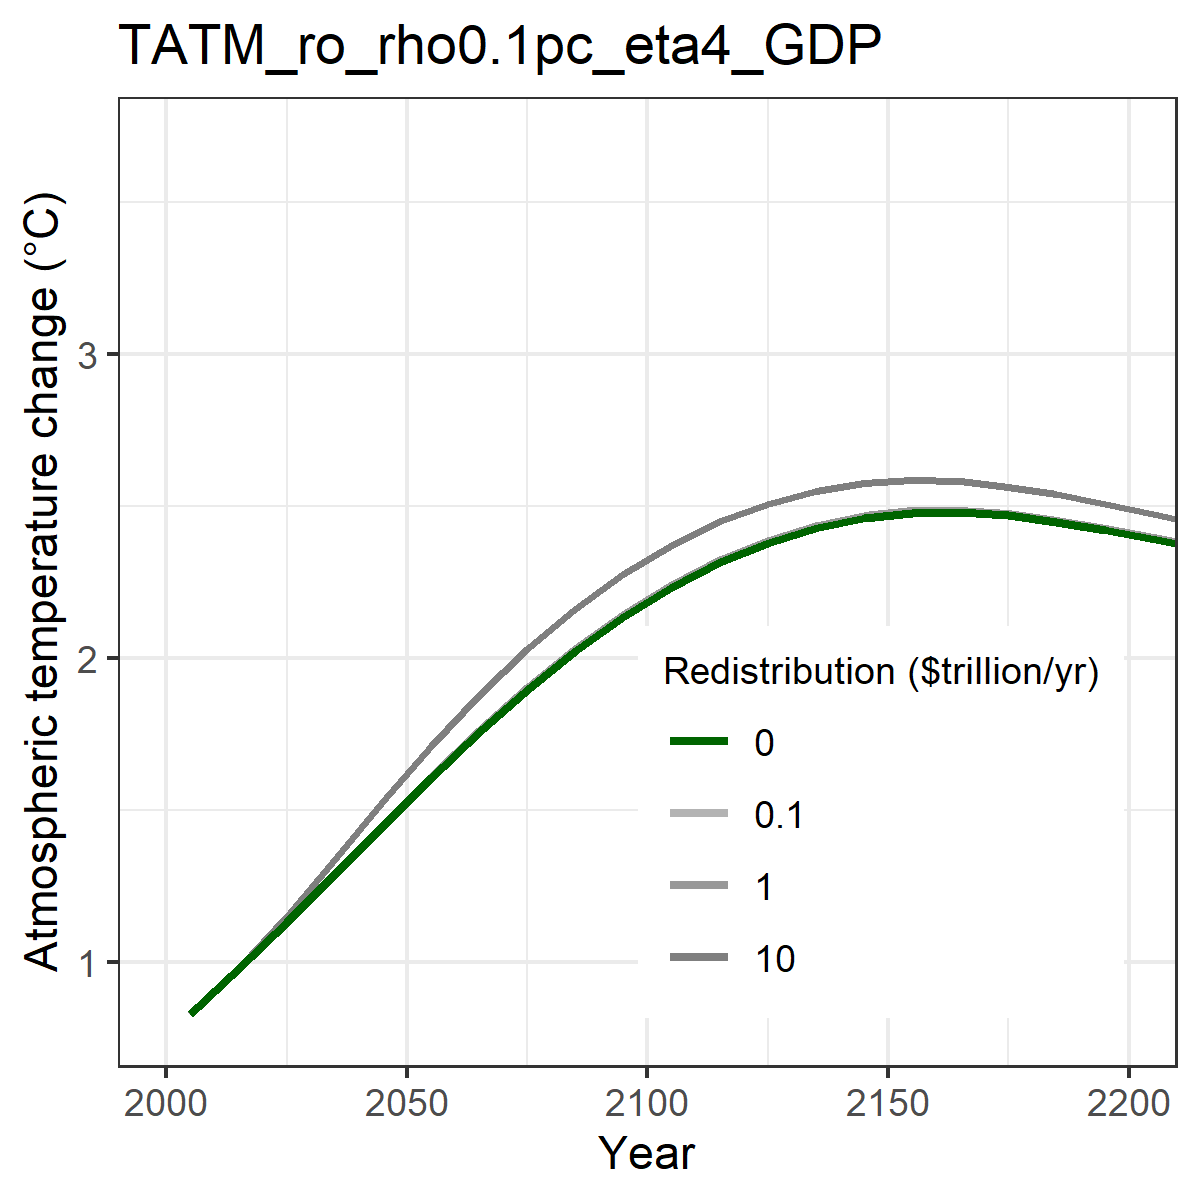 TATM_ro_rho0.1pc_eta4_GDP
Atmospheric temperature change (°C)
3
2
1
Redistribution ($trillion/yr)
0
0.1
1
10
2000 2050 2100 2150 2200
Year